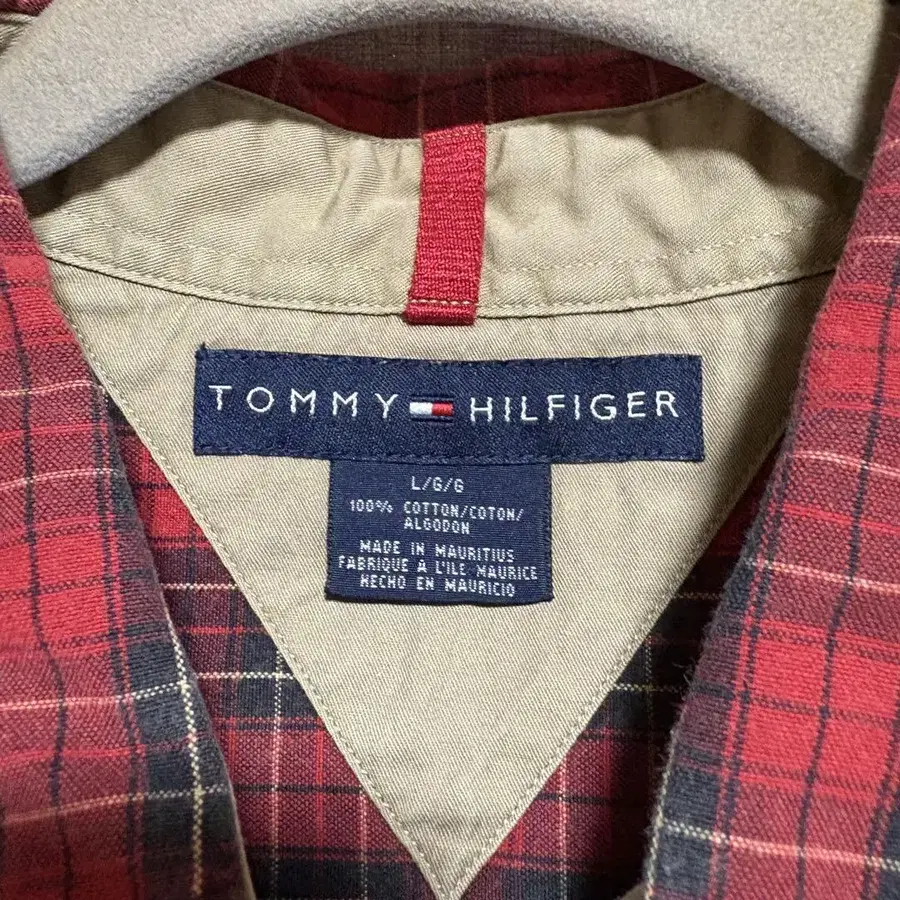 TOMMY HILFIGER
L/G/G
100% COTTON/COTON/
ALGODON
MADE IN MAURITIUS
FABRIQUE A L'ILE MAURICE
HECHO EN MAURICIO